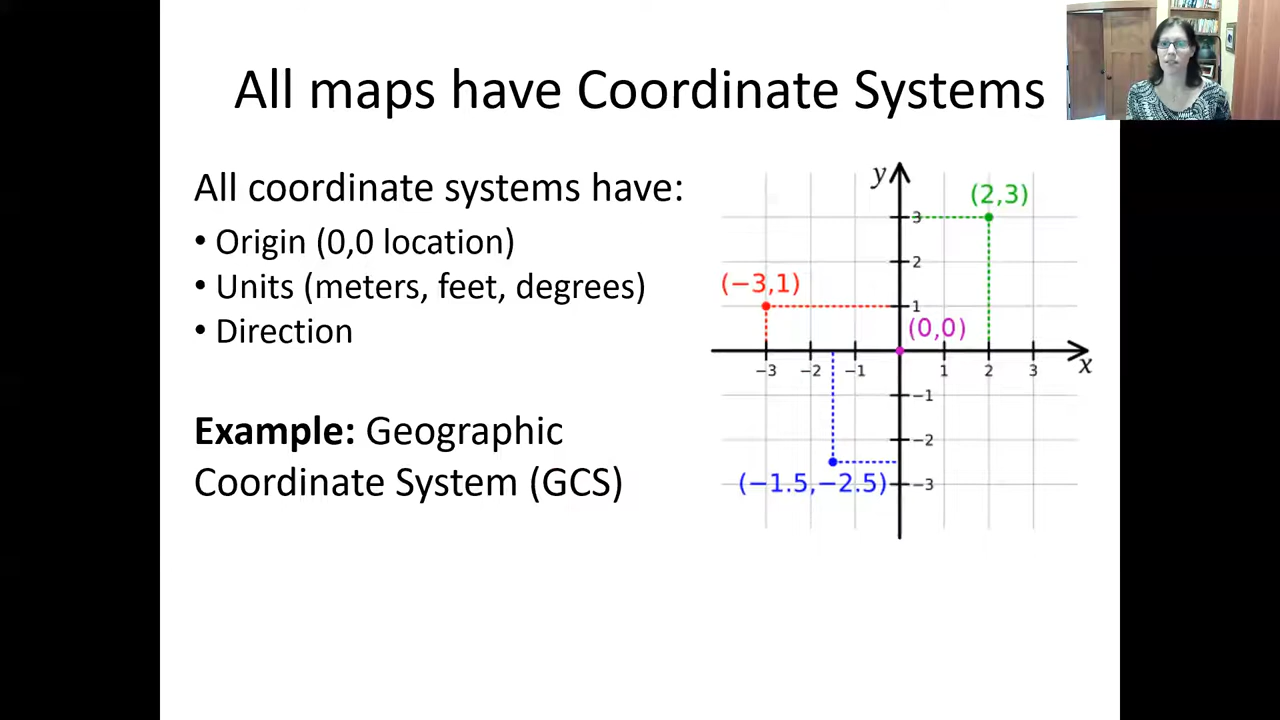 All maps have Coordinate Systems
All coordinate systems have:
• Origin (0,0 location)
• Units (meters, feet, degrees)
• Direction
Example: Geographic
Coordinate System (GCS)
y
(2,3)
3
2
(−3,1)
1
(0,0)
−3 −2 −1 1 2 3
x
−1
−2
(−1.5,−2.5)
−3